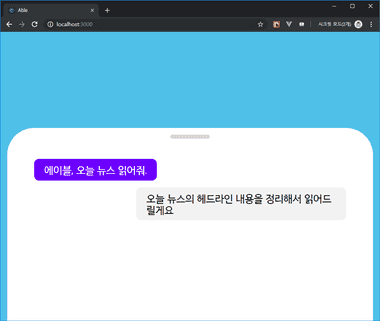 Able
localhost:3000
시크릿 모드(2개)
에이블, 오늘 뉴스 읽어줘.
오늘 뉴스의 헤드라인 내용을 정리해서 읽어드
릴게요